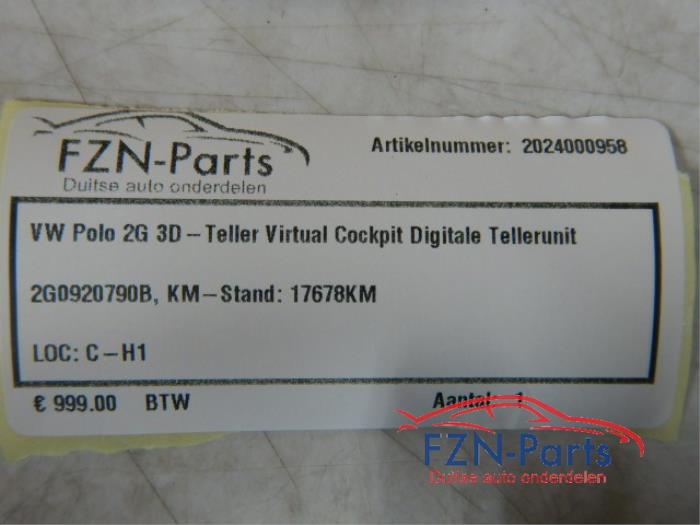 FZN-Parts
Duitse auto onderdelen
Artikelnummer: 2024000958
VW Polo 2G 3D - Teller Virtual Cockpit Digitale Tellerunit
2G0920790B, KM-Stand: 17678KM
LOC: C-H1
€ 999.00 BTW
Aantal: 1
FZN-Parts
Duitse auto onderdelen